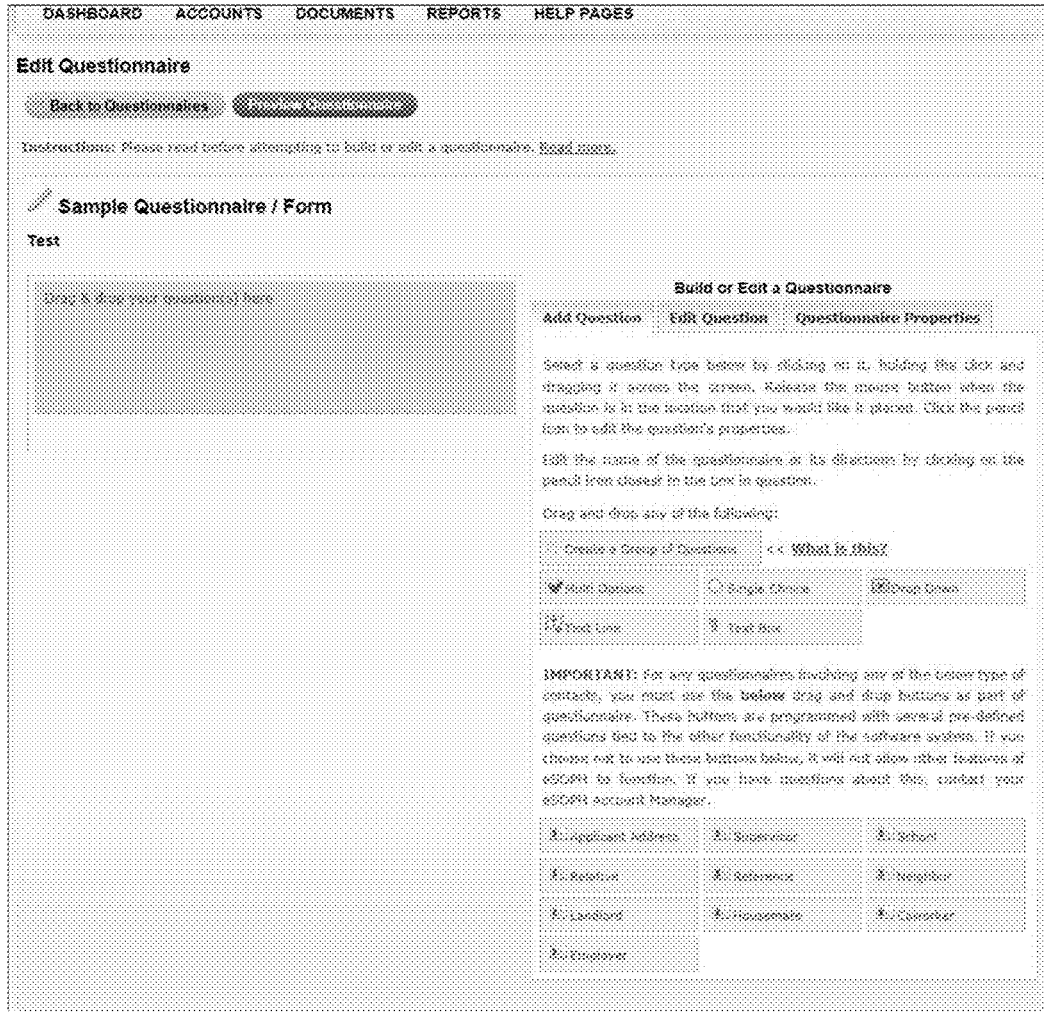 DASHBOARD ACCOUNTS DOCUMENTS REPORTS HELP PAGES
Edit Questionnaire
Back to Questionnaires Preview Questionnaire
Instructions: Please read before attempting to build or edit a questionnaire. Read more.
Sample Questionnaire / Form
Test
Drag & drop your question(s) here
Build or Edit a Questionnaire
Add Question Edit Question Questionnaire Properties
Select a question type below by clicking on it, holding the click and
dragging it across the screen. Release the mouse button when the
question is in the location that you would like it placed. Click the pencil
icon to edit the question's properties.
Edit the name of the questionnaire or its directions by clicking on the
pencil icon closest to the box in question.
Drag and drop any of the following:
Create a Group of Questions << What is this?
Multi Options Single Choice Drop Down
Text Line Text Box
IMPORTANT: For any questionnaires involving any of the below type of
contacts, you must use the below drag and drop buttons as part of
questionnaire. These buttons are programmed with several pre-defined
questions tied to the other functionality of the software system. If you
choose not to use these buttons below, it will not allow other features of
eSOPH to function. If you have questions about this, contact your
eSOPH Account Manager.
Applicant Address Supervisor School
Relative Reference Neighbor
Landlord Housemate Coworker
Employer